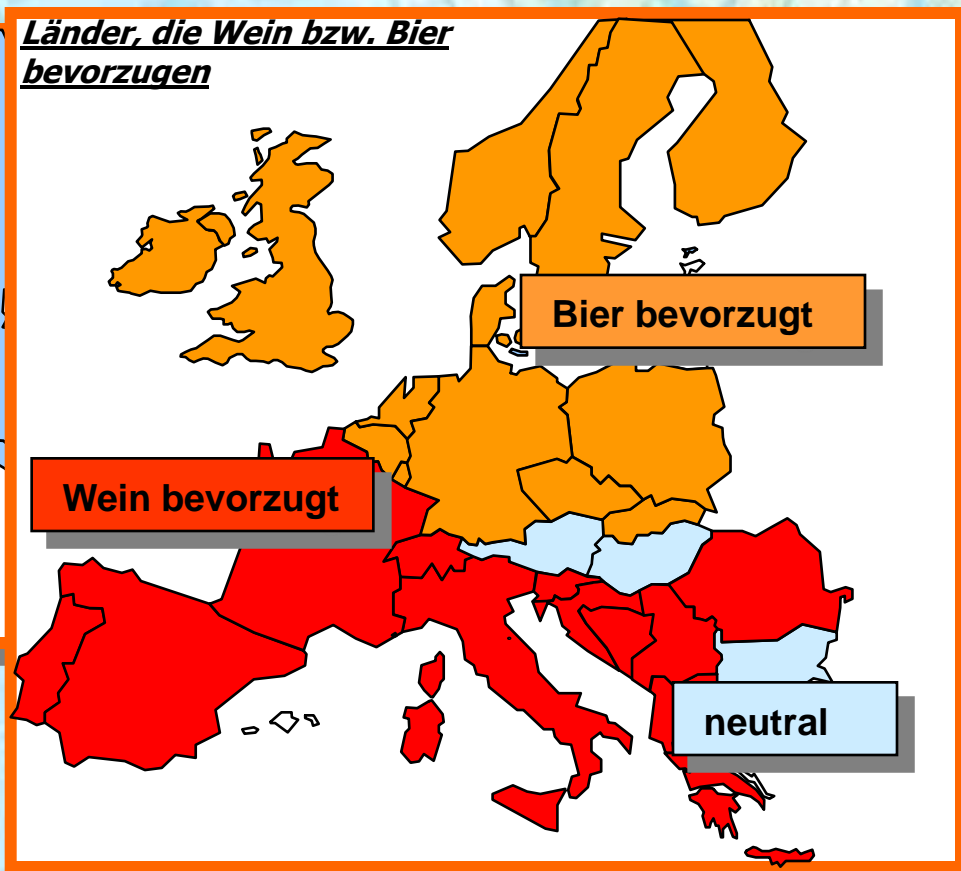 Länder, die Wein bzw. Bier
bevorzugen
Bier bevorzugt
Wein bevorzugt
neutral